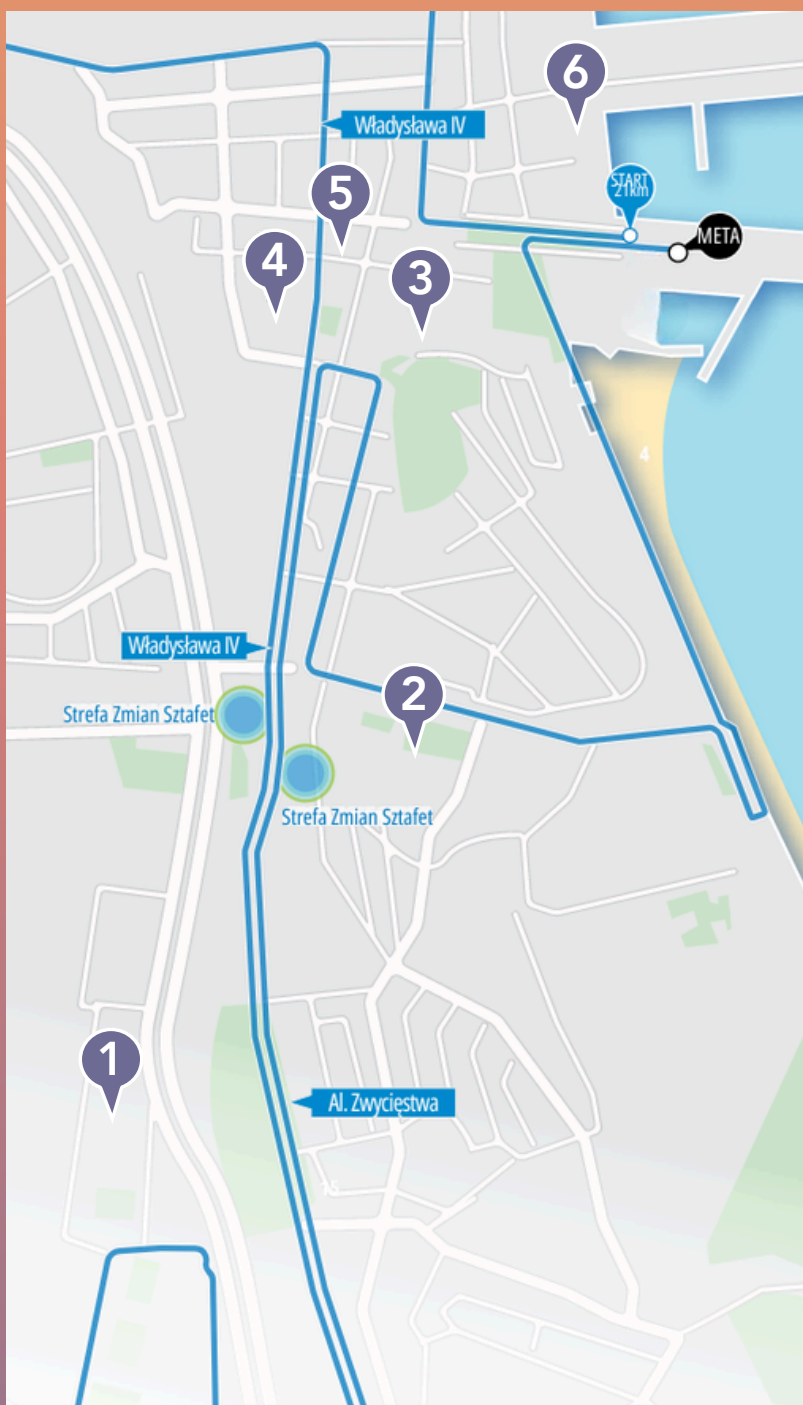 6
Władysława IV
START
21km
5
META
4
3
4
Władysława IV
2
Strefa Zmian Sztafet
Strefa Zmian Sztafet
1
Al. Zwycięstwa
15